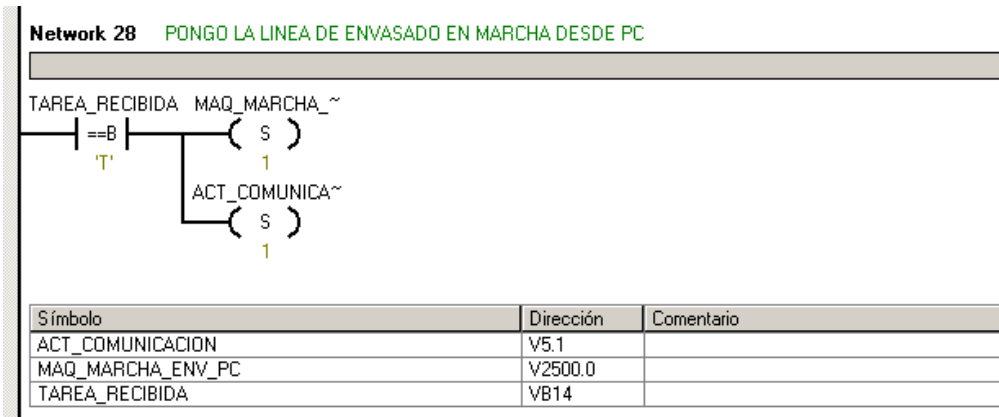 Network 28 PONGO LA LINEA DE ENVASADO EN MARCHA DESDE PC
TAREA_RECIBIDA MAQ_MARCHA_~
==B S
'T' 1
ACT_COMUNICA~
S
1
Símbolo Dirección Comentario
ACT_COMUNICACION V5.1
MAQ_MARCHA_ENV_PC V2500.0
TAREA_RECIBIDA VB14